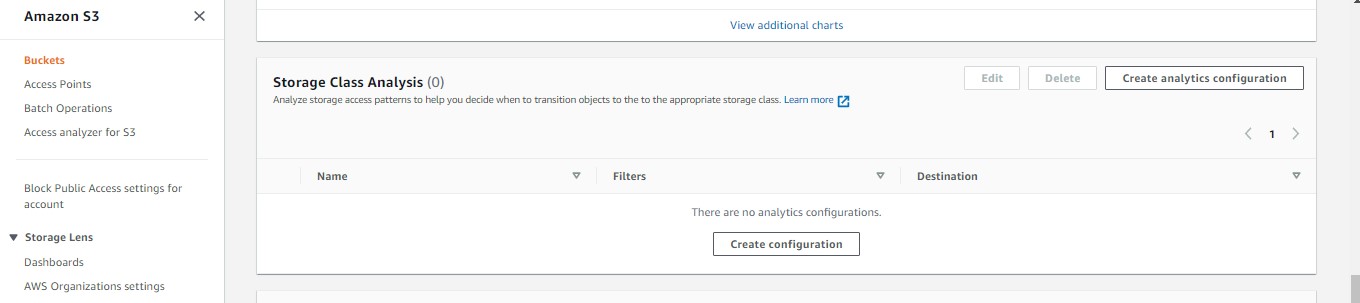 Amazon S3
Buckets
Access Points
Batch Operations
Access analyzer for S3
Block Public Access settings for
account
Storage Lens
Dashboards
AWS Organizations settings
View additional charts
Storage Class Analysis (0)
Edit
Delete
Create analytics configuration
Analyze storage access patterns to help you decide when to transition objects to the to the appropriate storage class. Learn more
1
Name
Filters
Destination
There are no analytics configurations.
Create configuration